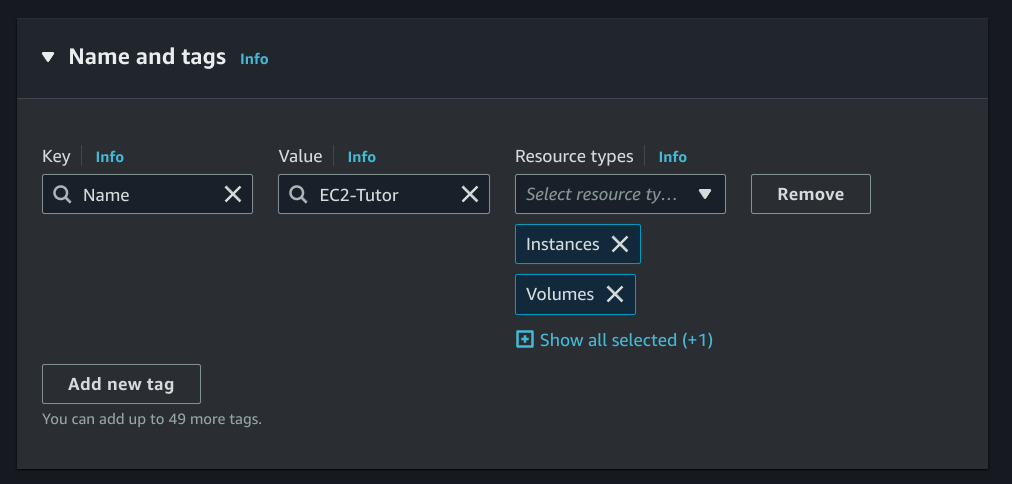 Name and tags Info
Key Info Value Info Resource types Info
Name EC2-Tutor Select resource ty... Remove
Instances
Volumes
Show all selected (+1)
Add new tag
You can add up to 49 more tags.